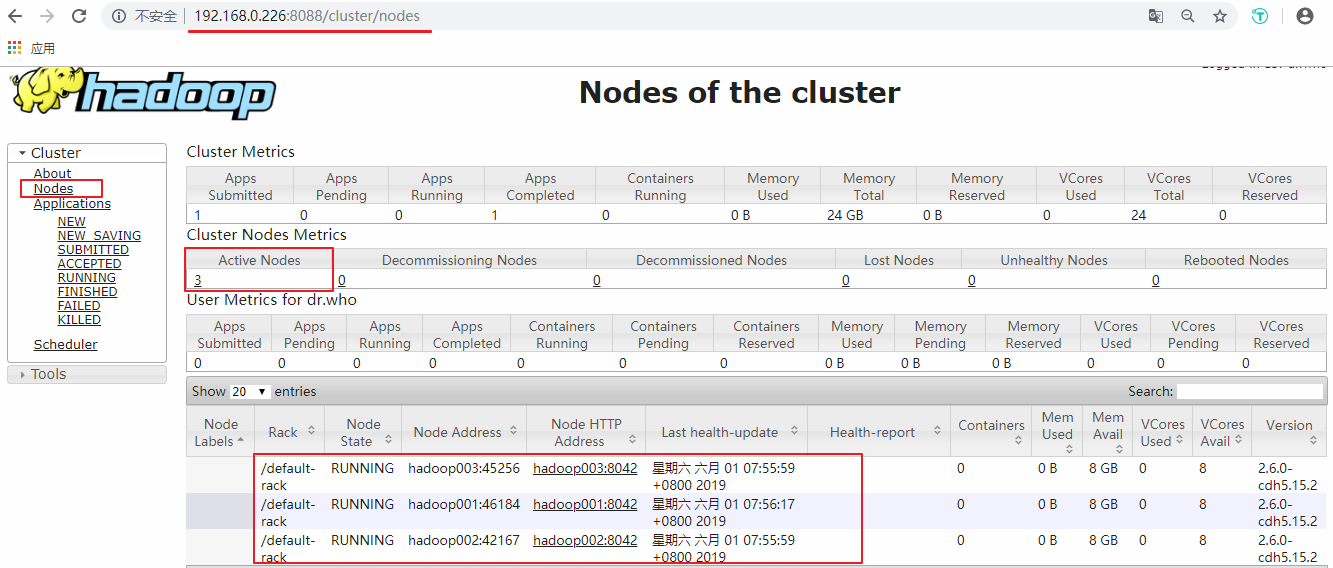 不安全 192.168.0.226:8088/cluster/nodes
应用
hadoop
Nodes of the cluster
Cluster
About
Nodes
Applications
NEW
NEW_SAVING
SUBMITTED
ACCEPTED
RUNNING
FINISHED
FAILED
KILLED
Scheduler
Tools
Cluster Metrics
Apps Submitted Apps Pending Apps Running Apps Completed Containers Running Memory Used Memory Total Memory Reserved VCores Used VCores Total VCores Reserved
1 0 0 1 0 0 B 24 GB 0 B 0 24 0
Cluster Nodes Metrics
Active Nodes Decommissioning Nodes Decommissioned Nodes Lost Nodes Unhealthy Nodes Rebooted Nodes
3 0 0 0 0 0
User Metrics for dr.who
Apps Submitted Apps Pending Apps Running Apps Completed Containers Running Containers Pending Containers Reserved Memory Used Memory Pending Memory Reserved VCores Used VCores Pending VCores Reserved
0 0 0 0 0 0 0 0 B 0 B 0 B 0 0 0
Show 20 entries Search:
Node Labels Rack Node State Node Address Node HTTP Address Last health-update Health-report Containers Mem Used Mem Avail VCores Used VCores Avail Version
/default-rack RUNNING hadoop003:45256 hadoop003:8042 星期六 六月 01 07:55:59 +0800 2019 0 0 B 8 GB 0 8 2.6.0-cdh5.15.2
/default-rack RUNNING hadoop001:46184 hadoop001:8042 星期六 六月 01 07:56:17 +0800 2019 0 0 B 8 GB 0 8 2.6.0-cdh5.15.2
/default-rack RUNNING hadoop002:42167 hadoop002:8042 星期六 六月 01 07:55:59 +0800 2019 0 0 B 8 GB 0 8 2.6.0-cdh5.15.2